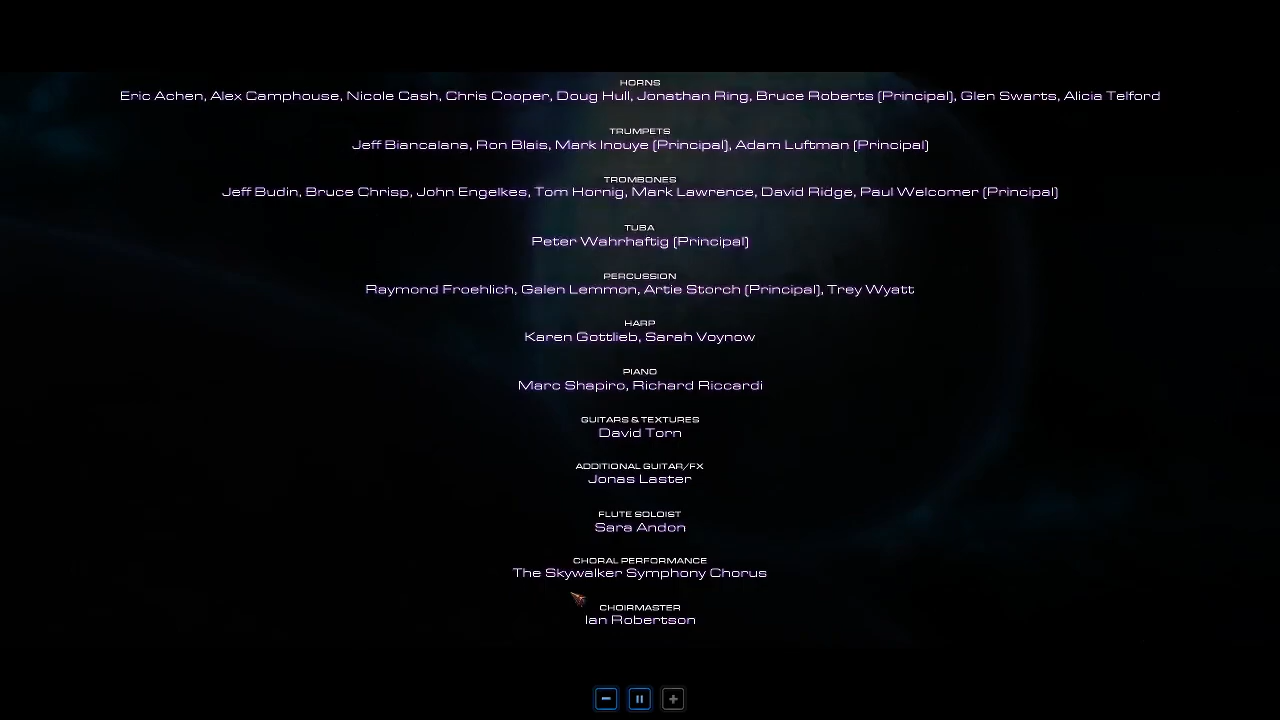 HORNS
Eric Achen, Alex Camphouse, Nicole Cash, Chris Cooper, Doug Hull, Jonathan Ring, Bruce Roberts (Principal), Glen Swarts, Alicia Telford
TRUMPETS
Jeff Biancalana, Ron Blais, Mark Inouye (Principal), Adam Luftman (Principal)
TROMBONES
Jeff Budin, Bruce Chrisp, John Engelkes, Tom Hornig, Mark Lawrence, David Ridge, Paul Welcomer (Principal)
TUBA
Peter Wahrhaftig (Principal)
PERCUSSION
Raymond Froehlich, Galen Lemmon, Artie Storch (Principal), Trey Wyatt
HARP
Karen Gottlieb, Sarah Voynow
PIANO
Marc Shapiro, Richard Riccardi
GUITARS & TEXTURES
David Torn
ADDITIONAL GUITAR/FX
Jonas Laster
FLUTE SOLOIST
Sara Andon
CHORAL PERFORMANCE
The Skywalker Symphony Chorus
CHOIRMASTER
Ian Robertson